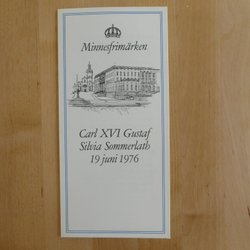 Minnesfrimärken
Carl XVI Gustaf
Silvia Sommerlath
19 juni 1976